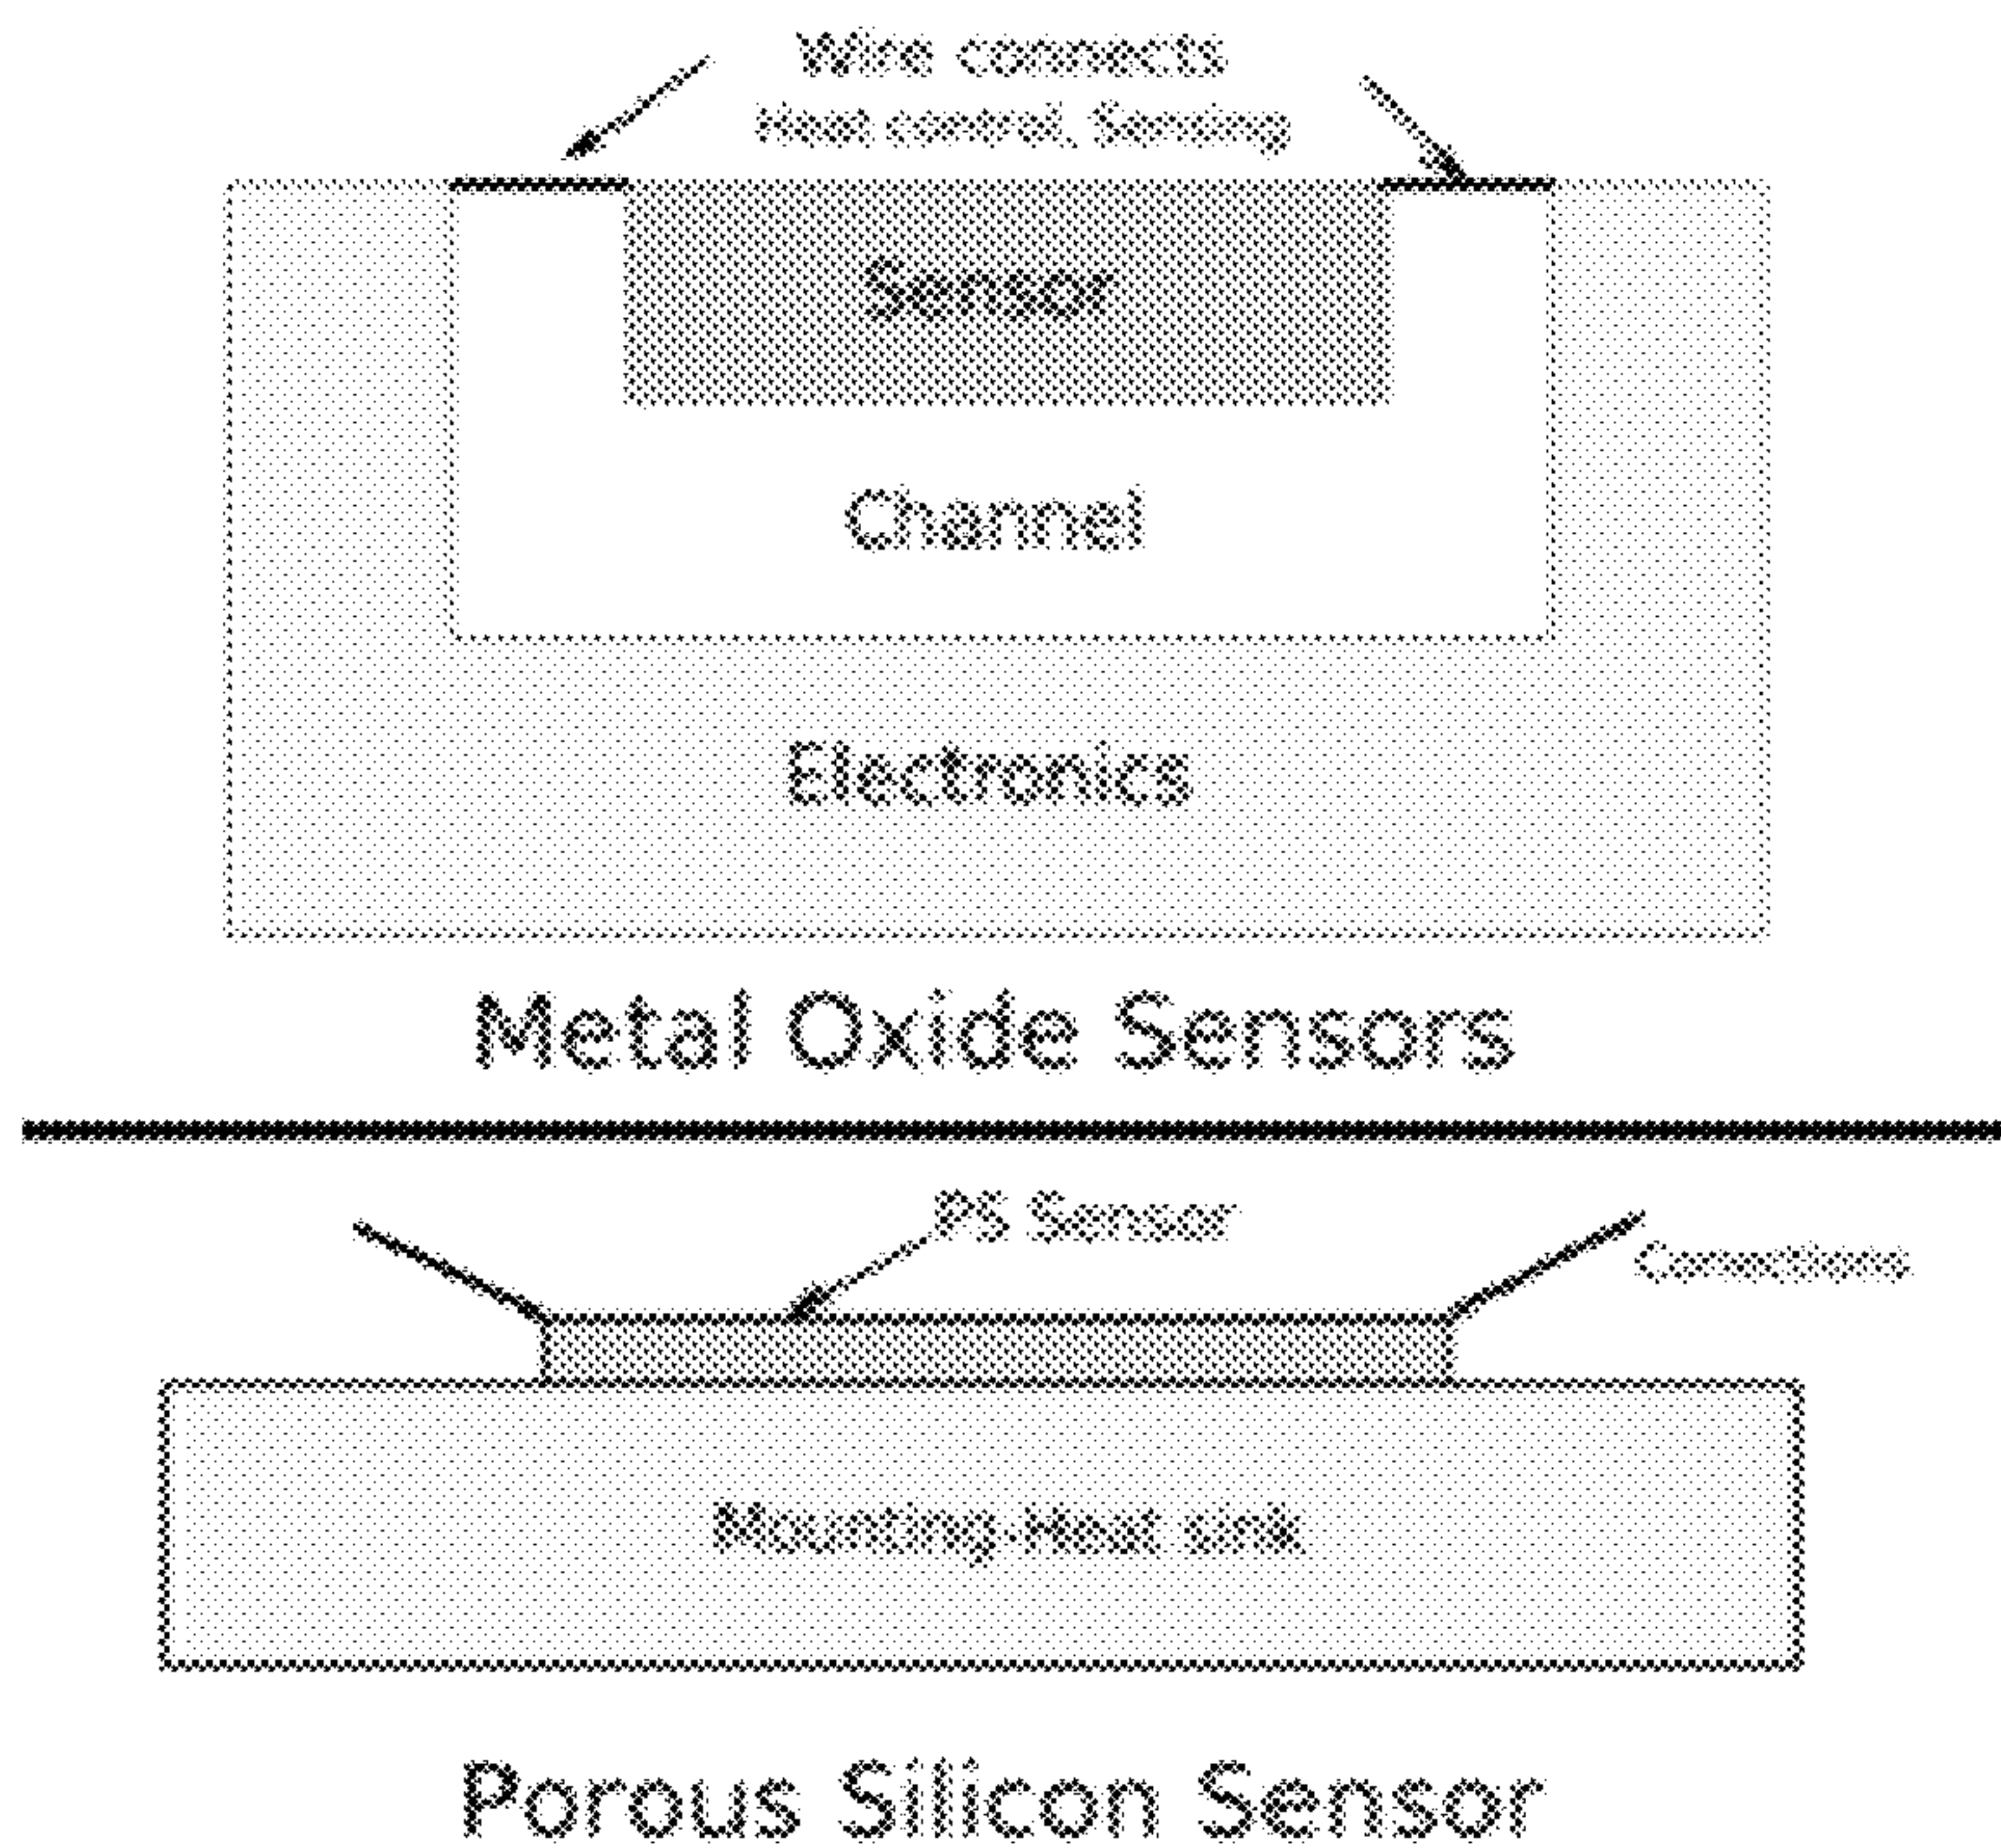 Wire connects
Heat control, Sensing
Sensor
Channel
Electronics
Metal Oxide Sensors
PS Sensor
Connections
Mounting-Heat sink
Porous Silicon Sensor